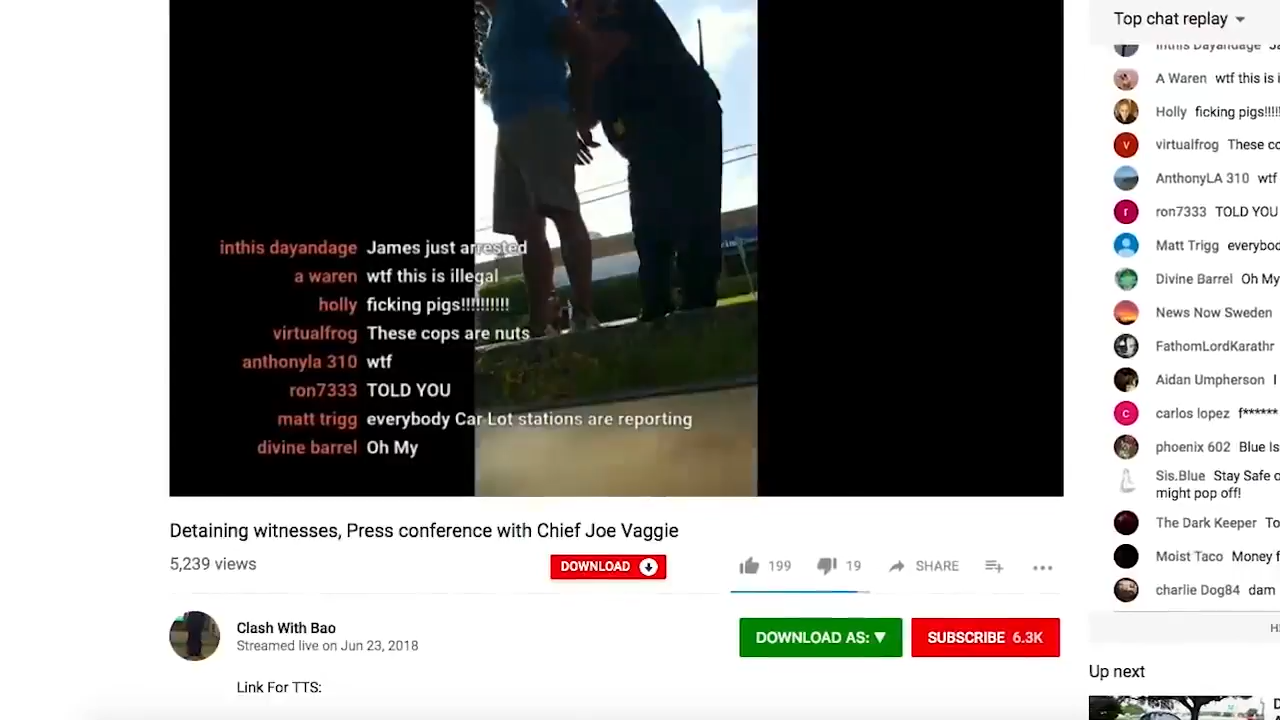 Top chat replay
inthis Dayandage
A Waren wtf this is i
Holly ficking pigs!!!!!
virtualfrog These co
AnthonyLA 310 wtf
ron7333 TOLD YOU
Matt Trigg everybod
Divine Barrel Oh My
News Now Sweden
FathomLordKarathr
Aidan Umpherson I
carlos lopez f******
phoenix 602 Blue Is
Sis.Blue Stay Safe o
might pop off!
The Dark Keeper To
Moist Taco Money f
charlie Dog84 dam
inthis dayandage James just arrested
a waren wtf this is illegal
holly ficking pigs!!!!!!!!!!
virtualfrog These cops are nuts
anthonyla 310 wtf
ron7333 TOLD YOU
matt trigg everybody Car Lot stations are reporting
divine barrel Oh My
Detaining witnesses, Press conference with Chief Joe Vaggie
5,239 views
DOWNLOAD
199
19
SHARE
Clash With Bao
Streamed live on Jun 23, 2018
DOWNLOAD AS: ▼
SUBSCRIBE 6.3K
Link For TTS:
Up next